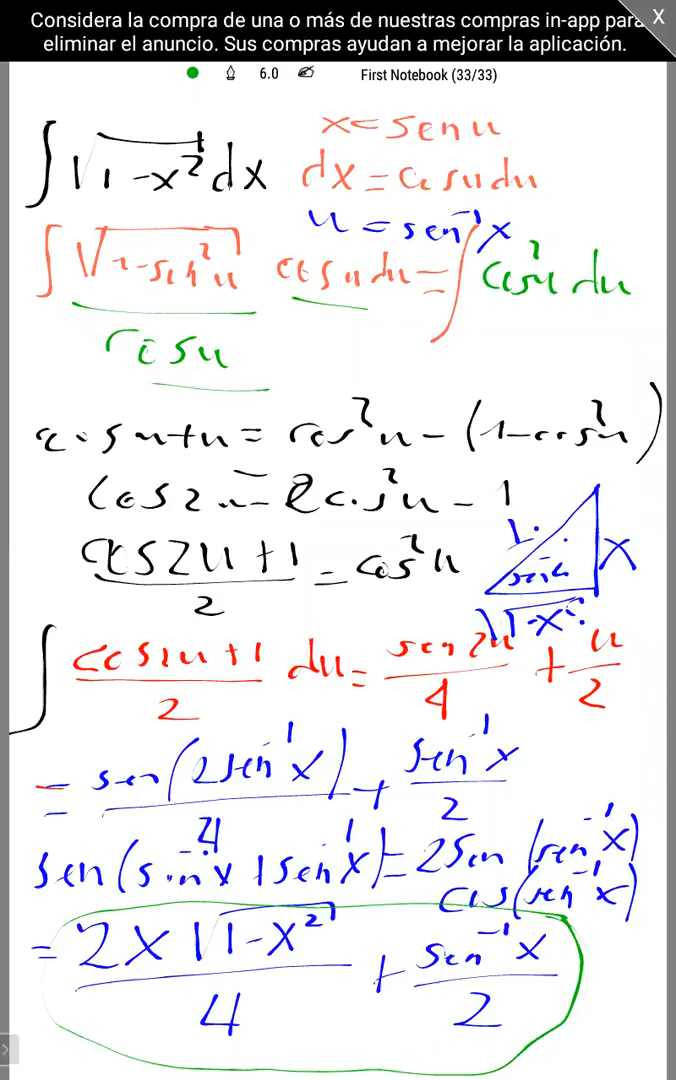 Considera la compra de una o más de nuestras compras in-app para
eliminar el anuncio. Sus compras ayudan a mejorar la aplicación.
X
6.0 First Notebook (33/33)
∫√(1-x²) dx x = sen u
dx = cos u du
u = sen⁻¹x
∫√(1-sen²u) cos u du = ∫cos²u du
cos u
cos u+u = cos²u - (1-cos²u)
cos 2u = 2cos²u - 1
(cos 2u + 1)/2 = cos²u
1 x sen u √(1-x²)
∫(cos 2u + 1)/2 du = sen 2u/4 + u/2
= sen(2sen⁻¹x)/4 + sen⁻¹x/2
sen(sen⁻¹x + sen⁻¹x) = 2sen(sen⁻¹x)
cos(sen⁻¹x)
= 2x√(1-x²)/4 + sen⁻¹x/2